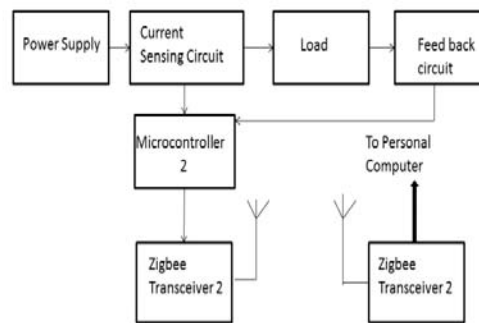 Power Supply
Current
Sensing Circuit
Load
Feed back
circuit
Microcontroller
2
To Personal
Computer
Zigbee
Transceiver 2
Zigbee
Transceiver 2